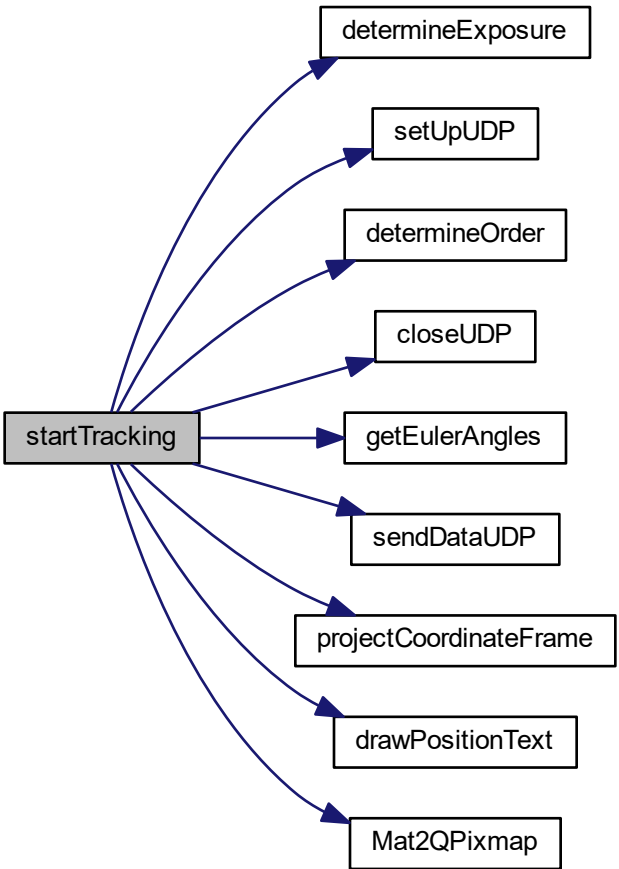 determineExposure
setUpUDP
determineOrder
closeUDP
startTracking
getEulerAngles
sendDataUDP
projectCoordinateFrame
drawPositionText
Mat2QPixmap